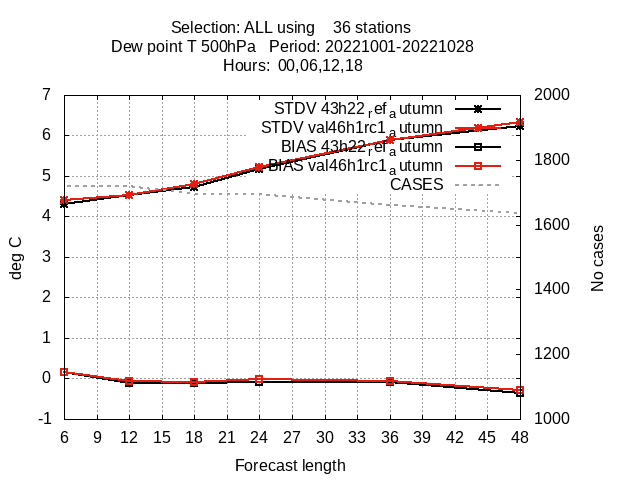 Selection: ALL using    36 stations
Dew point T 500hPa   Period: 20221001-20221028
Hours: 00,06,12,18
7 2000
STDV 43h22_ref_autumn
STDV val46h1rc1_autumn
BIAS 43h22_ref_autumn
BIAS val46h1rc1_autumn
CASES
6
5 1800
4
1600
3
2 1400
1
1200
0
-1 1000
deg C
No cases
6 9 12 15 18 21 24 27 30 33 36 39 42 45 48
Forecast length